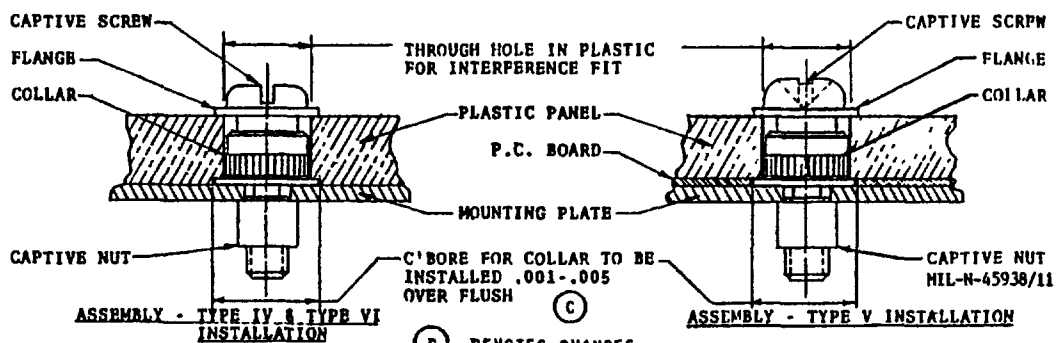 CAPTIVE SCREW
FLANGE
COLLAR
CAPTIVE NUT
ASSEMBLY - TYPE IV & TYPE VI
INSTALLATION
THROUGH HOLE IN PLASTIC
FOR INTERFERENCE FIT
PLASTIC PANEL
P.C. BOARD
MOUNTING PLATE
C'BORE FOR COLLAR TO BE
INSTALLED .001-.005
OVER FLUSH
C
CAPTIVE SCRPW
FLANGE
COLLAR
CAPTIVE NUT
MIL-N-45938/11
ASSEMBLY - TYPE V INSTALLATION
DENOTES CHANGES